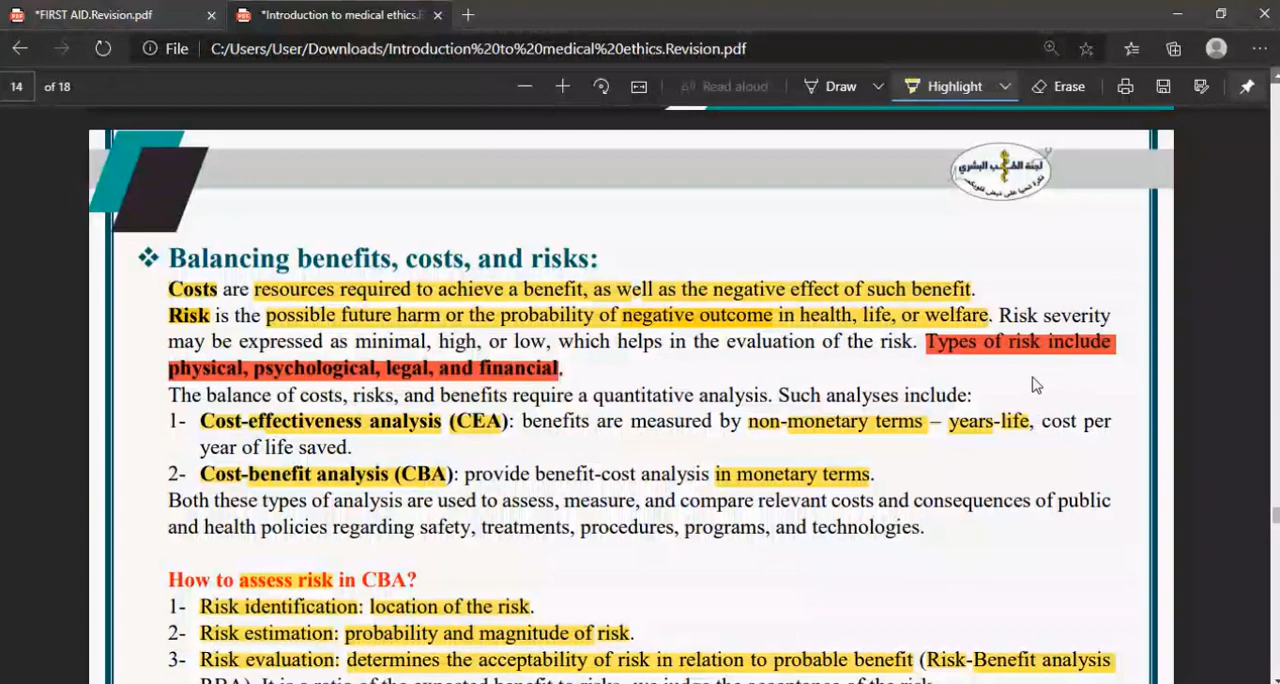 *FIRST AID.Revision.pdf
*Introduction to medical ethics.
File C:/Users/User/Downloads/Introduction%20to%20medical%20ethics.Revision.pdf
14 of 18
Read aloud
Draw
Highlight
Erase
لجنة الطب البشري
Balancing benefits, costs, and risks:
Costs are resources required to achieve a benefit, as well as the negative effect of such benefit.
Risk is the possible future harm or the probability of negative outcome in health, life, or welfare. Risk severity
may be expressed as minimal, high, or low, which helps in the evaluation of the risk. Types of risk include
physical, psychological, legal, and financial.
The balance of costs, risks, and benefits require a quantitative analysis. Such analyses include:
1- Cost-effectiveness analysis (CEA): benefits are measured by non-monetary terms – years-life, cost per
year of life saved.
2- Cost-benefit analysis (CBA): provide benefit-cost analysis in monetary terms.
Both these types of analysis are used to assess, measure, and compare relevant costs and consequences of public
and health policies regarding safety, treatments, procedures, programs, and technologies.
How to assess risk in CBA?
1- Risk identification: location of the risk.
2- Risk estimation: probability and magnitude of risk.
3- Risk evaluation: determines the acceptability of risk in relation to probable benefit (Risk-Benefit analysis